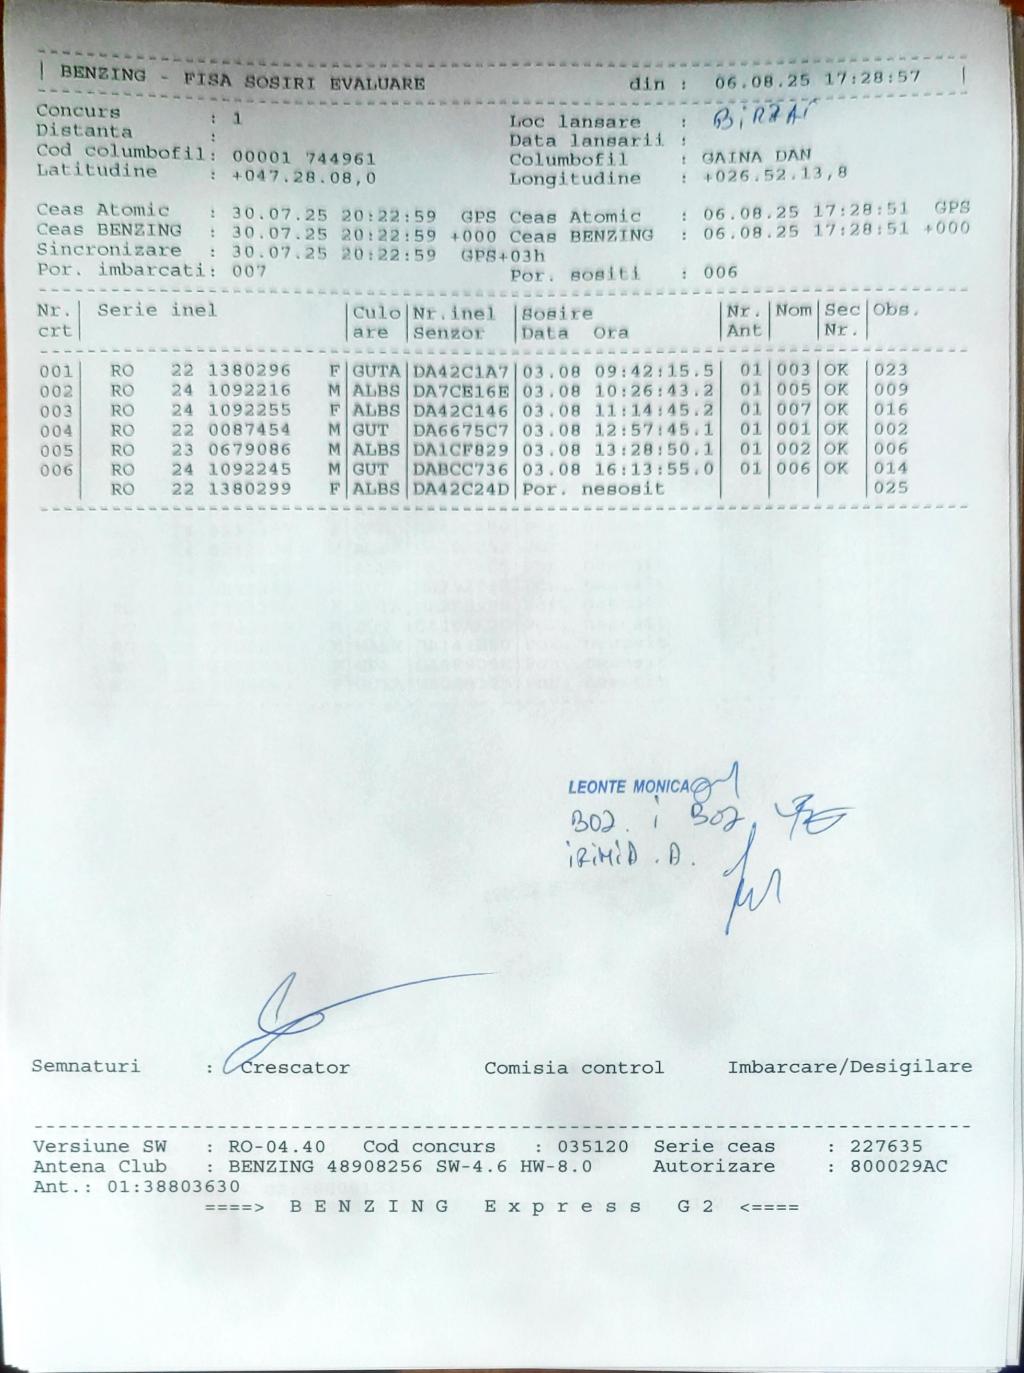 BENZING - FISA SOSIRI EVALUARE din : 06.08.25 17:28:57
Concurs : 1 Loc lansare : BiRZAI
Distanta : Data lansarii :
Cod columbofil: 00001 744961 Columbofil : GAINA DAN
Latitudine : +047.28.08,0 Longitudine : +026.52.13,8
Ceas Atomic : 30.07.25 20:22:59 GPS Ceas Atomic : 06.08.25 17:28:51 GPS
Ceas BENZING : 30.07.25 20:22:59 +000 Ceas BENZING : 06.08.25 17:28:51 +000
Sincronizare : 30.07.25 20:22:59 GPS+03h
Por. imbarcati: 007 Por. sositi : 006
Nr. | Serie inel | Culo | Nr.inel | Sosire | Nr. | Nom | Sec | Obs.
crt | are | Senzor | Data Ora | Ant | Nr.
001 | RO 22 1380296 F | GUTA | DA42C1A7 | 03.08 09:42:15.5 | 01 | 003 | OK | 023
002 | RO 24 1092216 M | ALBS | DA7CE16E | 03.08 10:26:43.2 | 01 | 005 | OK | 009
003 | RO 24 1092255 F | ALBS | DA42C146 | 03.08 11:14:45.2 | 01 | 007 | OK | 016
004 | RO 22 0087454 M | GUT | DA6675C7 | 03.08 12:57:45.1 | 01 | 001 | OK | 002
005 | RO 23 0679086 M | ALBS | DA1CF829 | 03.08 13:28:50.1 | 01 | 002 | OK | 006
006 | RO 24 1092245 M | GUT | DABCC736 | 03.08 16:13:55.0 | 01 | 006 | OK | 014
RO 22 1380299 F | ALBS | DA42C24D | Por. nesosit | 025
LEONTE MONICA
iRiMiA . A.
Semnaturi : Crescator Comisia control Imbarcare/Desigilare
Versiune SW : RO-04.40 Cod concurs : 035120 Serie ceas : 227635
Antena Club : BENZING 48908256 SW-4.6 HW-8.0 Autorizare : 800029AC
Ant.: 01:38803630
====> B E N Z I N G E x p r e s s G 2 <====